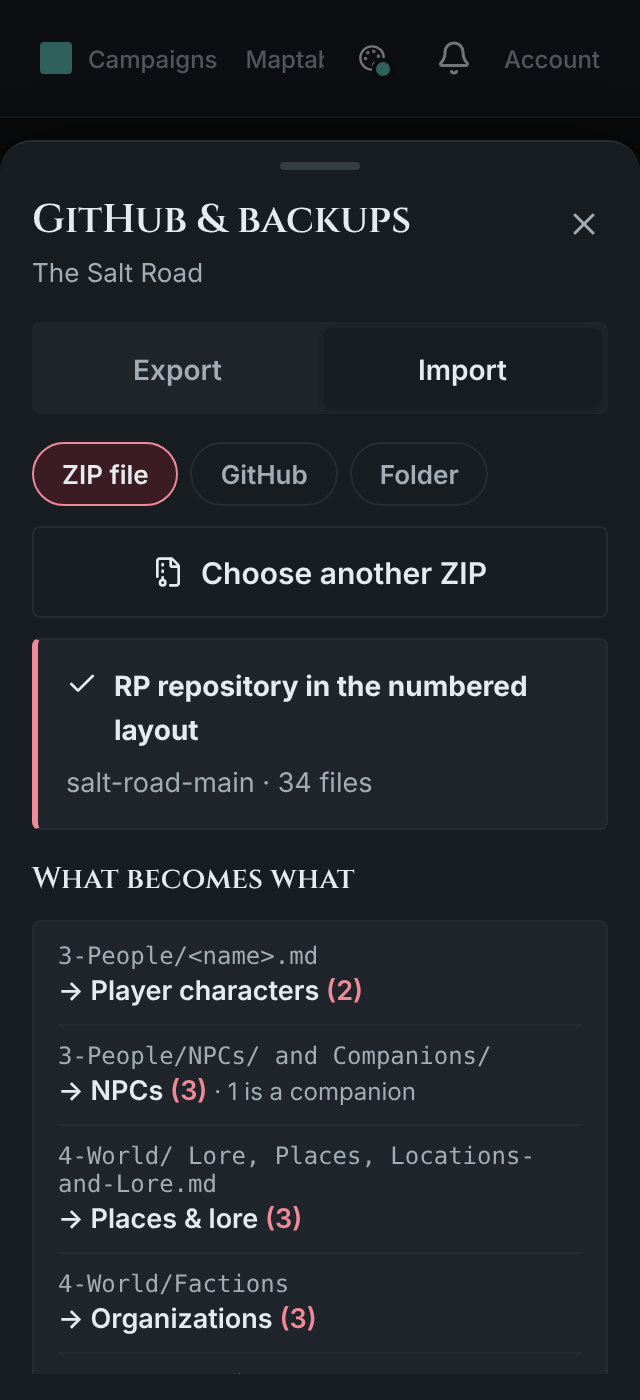 Campaigns
Account
GitHub & backups
The Salt Road
Export
Import
ZIP file
GitHub
Folder
Choose another ZIP
RP repository in the numbered
layout
salt-road-main · 34 files
What becomes what
3-People/<name>.md
→ Player characters (2)
3-People/NPCs/ and Companions/
→ NPCs (3) · 1 is a companion
4-World/ Lore, Places, Locations-
and-Lore.md
→ Places & lore (3)
4-World/Factions
→ Organizations (3)